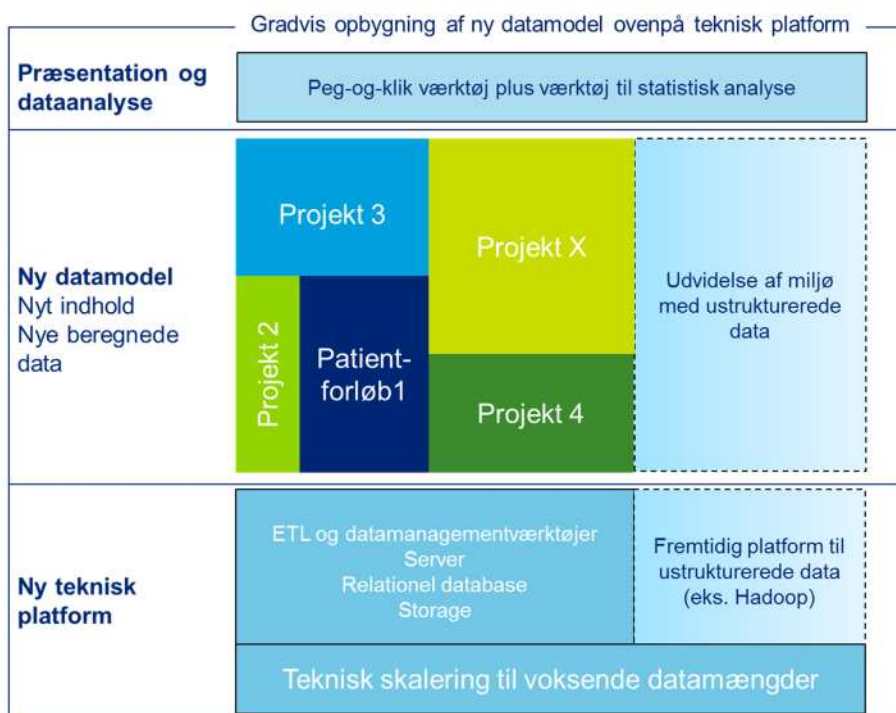 Gradvis opbygning af ny datamodel ovenpå teknisk platform
Præsentation og
dataanalyse
Peg-og-klik værktøj plus værktøj til statistisk analyse
Ny datamodel
Nyt indhold
Nye beregnede
data
Projekt 3
Projekt X
Projekt 2
Patient-
forløb1
Projekt 4
Udvidelse af miljø
med ustrukturerede
data
Ny teknisk
platform
ETL og datamanagementværktøjer
Server
Relationel database
Storage
Fremtidig platform til
ustrukturerede data
(eks. Hadoop)
Teknisk skalering til voksende datamængder